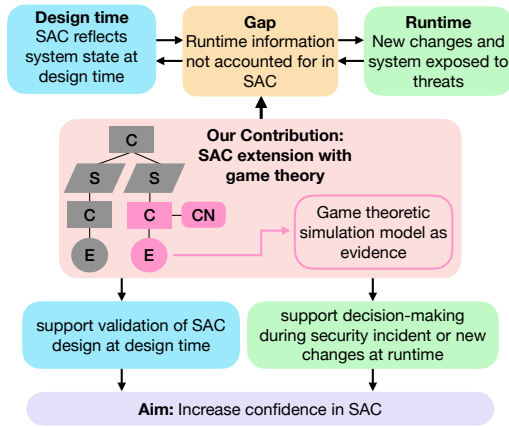 Design time
SAC reflects
system state at
design time
Gap
Runtime information
not accounted for in
SAC
Runtime
New changes and
system exposed to
threats
Our Contribution:
SAC extension with
game theory
C
S
S
C
C
CN
E
E
Game theoretic
simulation model as
evidence
support validation of SAC
design at design time
support decision-making
during security incident or new
changes at runtime
Aim: Increase confidence in SAC